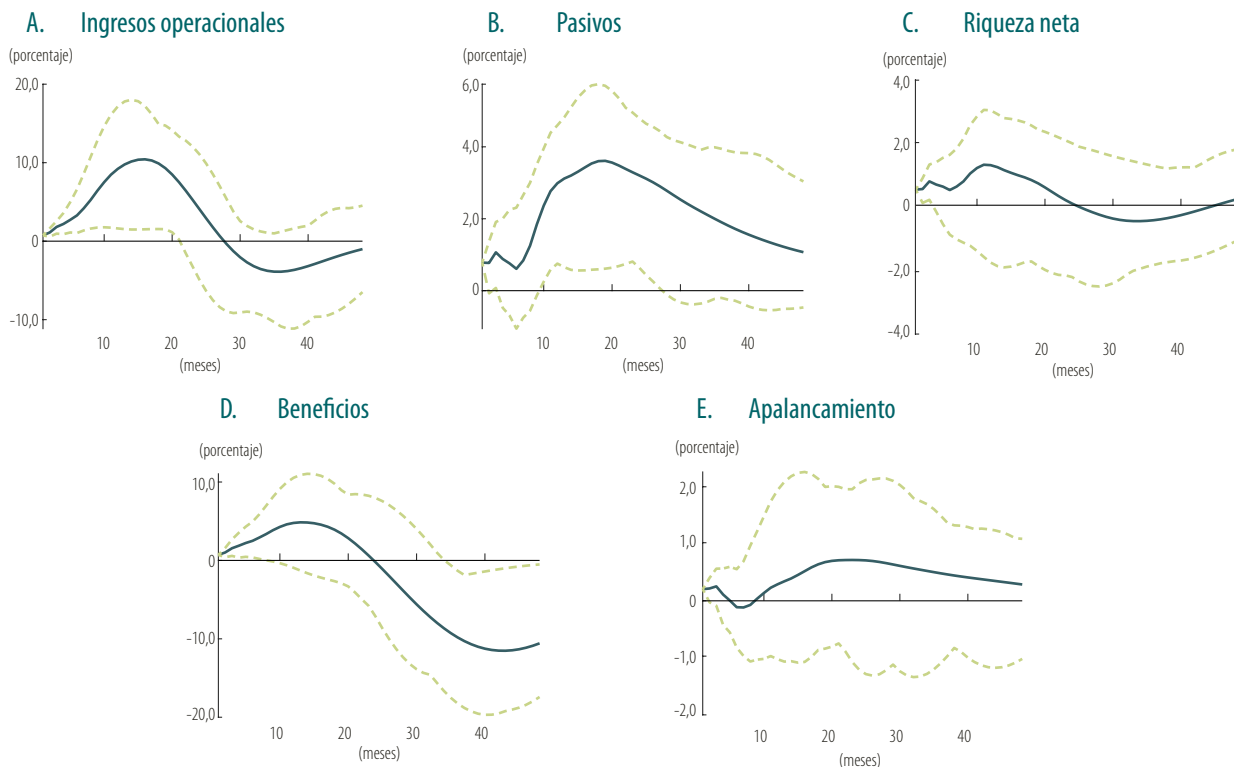 A. Ingresos operacionales
(porcentaje)
20,0
10,0
0
−10,0
10 20 30 40
(meses)
B. Pasivos
(porcentaje)
6,0
4,0
2,0
0
10 20 30 40
(meses)
C. Riqueza neta
(porcentaje)
4,0
2,0
0
−2,0
−4,0
10 20 30 40
(meses)
D. Beneficios
(porcentaje)
10,0
0
−10,0
−20,0
10 20 30 40
(meses)
E. Apalancamiento
(porcentaje)
2,0
1,0
0
−1,0
−2,0
10 20 30 40
(meses)